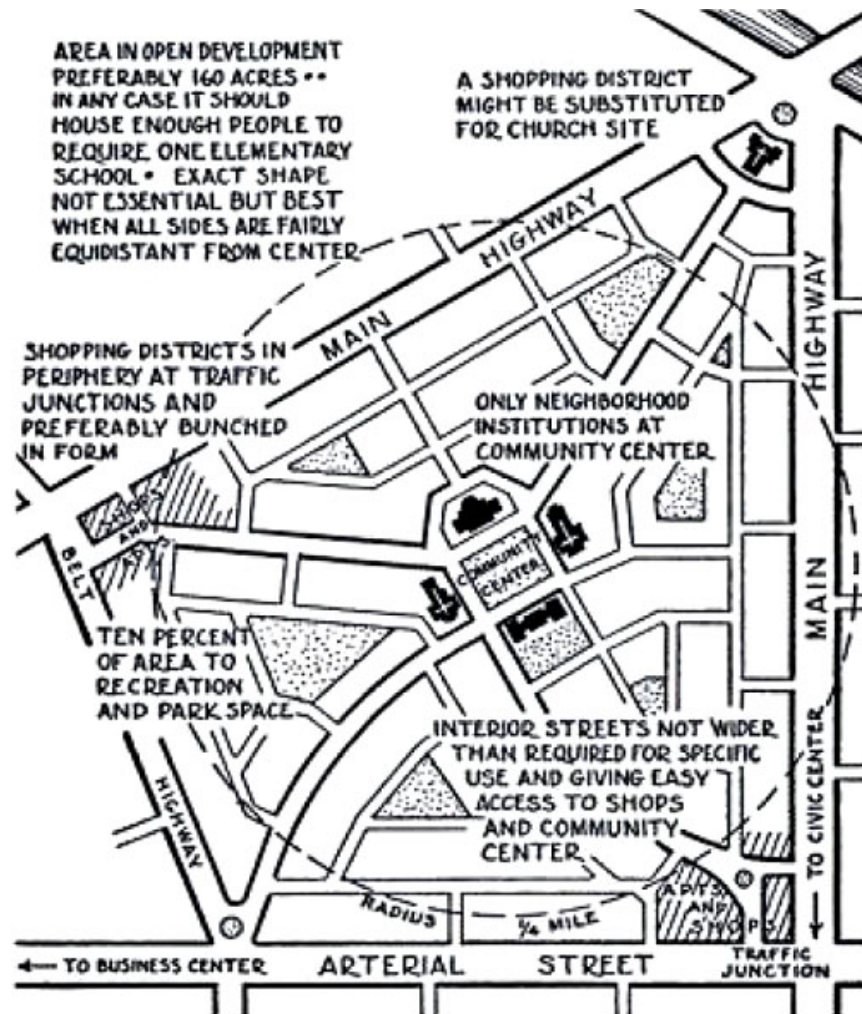 AREA IN OPEN DEVELOPMENT
PREFERABLY 160 ACRES ••
IN ANY CASE IT SHOULD
HOUSE ENOUGH PEOPLE TO
REQUIRE ONE ELEMENTARY
SCHOOL • EXACT SHAPE
NOT ESSENTIAL BUT BEST
WHEN ALL SIDES ARE FAIRLY
EQUIDISTANT FROM CENTER
A SHOPPING DISTRICT
MIGHT BE SUBSTITUTED
FOR CHURCH SITE
MAIN HIGHWAY
HIGHWAY
MAIN
SHOPPING DISTRICTS IN
PERIPHERY AT TRAFFIC
JUNCTIONS AND
PREFERABLY BUNCHED
IN FORM
ONLY NEIGHBORHOOD
INSTITUTIONS AT
COMMUNITY CENTER
SHOPS
AND
COMMUNITY
CENTER
BELT
HIGHWAY
TEN PERCENT
OF AREA TO
RECREATION
AND PARK SPACE
INTERIOR STREETS NOT WIDER
THAN REQUIRED FOR SPECIFIC
USE AND GIVING EASY
ACCESS TO SHOPS
AND COMMUNITY
CENTER
TO CIVIC CENTER
RADIUS ¼ MILE
APTS
AND
SHOPS
← TO BUSINESS CENTER
ARTERIAL STREET
TRAFFIC
JUNCTION